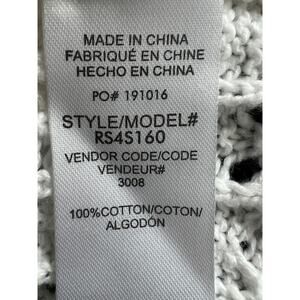 MADE IN CHINA
FABRIQUÉ EN CHINE
HECHO EN CHINA
PO# 191016
STYLE/MODEL#
RS4S160
VENDOR CODE/CODE
VENDEUR#
3008
100%COTTON/COTON/
ALGODÓN